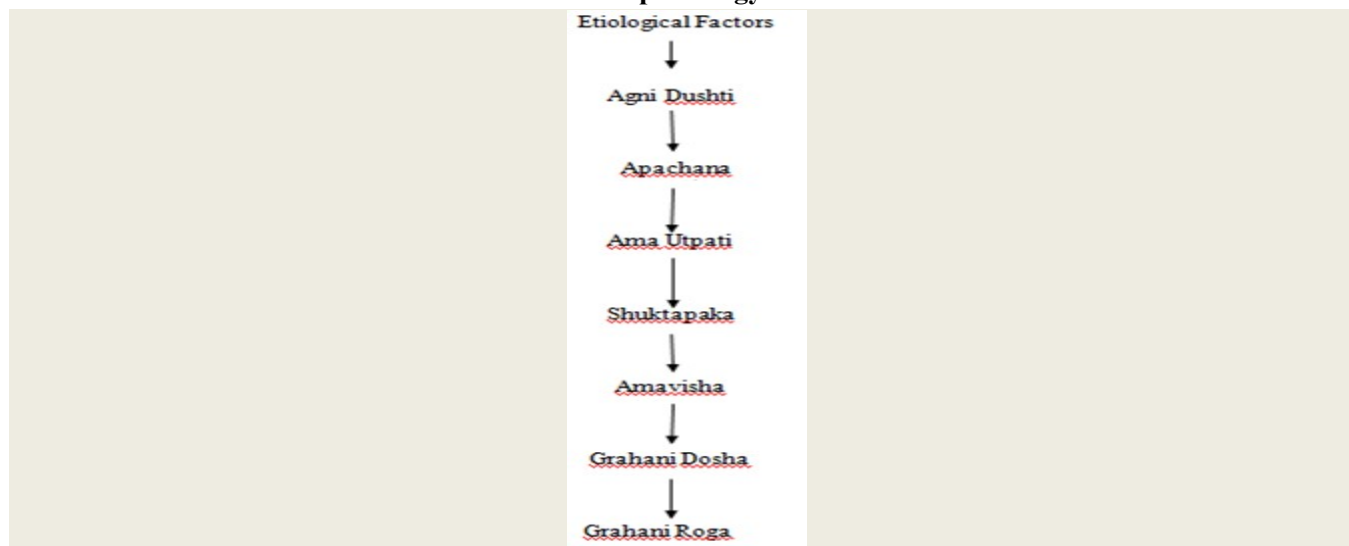 Etiological Factors
Agni Dushti
Apachana
Ama Utpati
Shuktapaka
Amavisha
Grahani Dosha
Grahani Roga